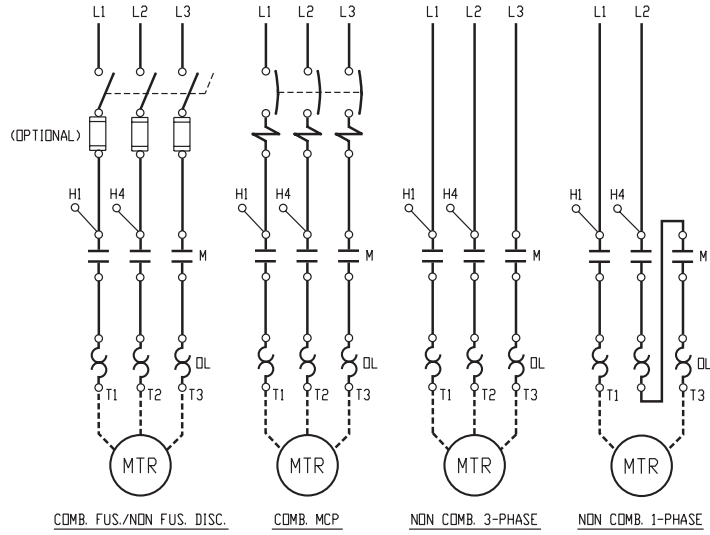 L1 L2 L3 L1 L2 L3 L1 L2 L3 L1 L2
(OPTIONAL)
H1 H4 H1 H4 H1 H4 H1 H4
M M M M
OL OL OL OL
T1 T2 T3 T1 T2 T3 T1 T2 T3 T1 T3
MTR MTR MTR MTR
COMB. FUS./NON FUS. DISC. COMB. MCP NON COMB. 3-PHASE NON COMB. 1-PHASE